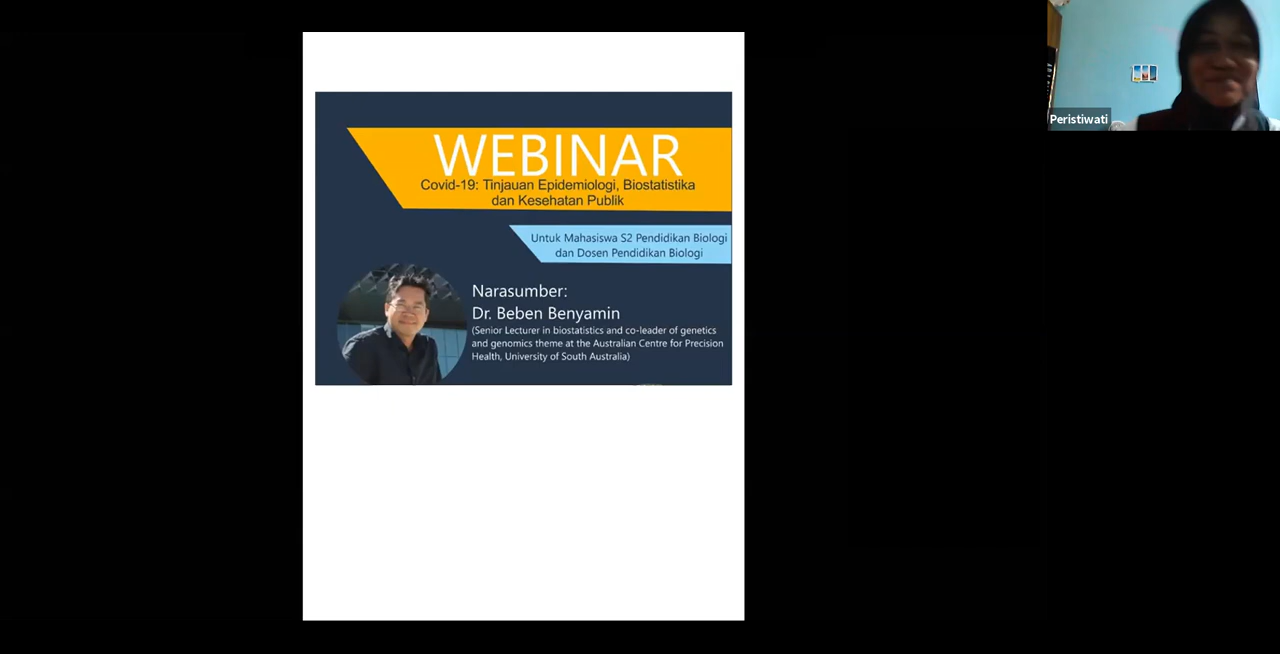 WEBINAR
Covid-19: Tinjauan Epidemiologi, Biostatistika
dan Kesehatan Publik
Untuk Mahasiswa S2 Pendidikan Biologi
dan Dosen Pendidikan Biologi
Narasumber:
Dr. Beben Benyamin
(Senior Lecturer in biostatistics and co-leader of genetics
and genomics theme at the Australian Centre for Precision
Health, University of South Australia)
Peristiwati